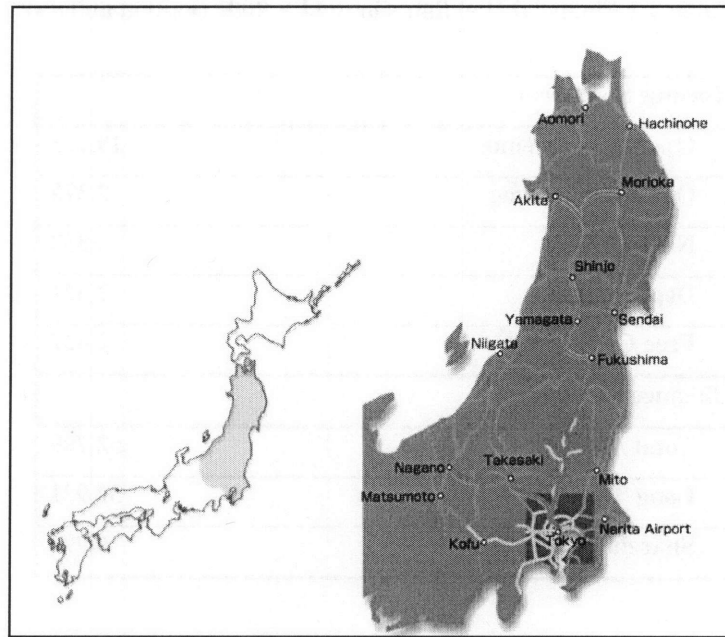 Aomori
Hachinohe
Morioka
Akita
Shinjo
Yamagata
Sendai
Niigata
Fukushima
Nagano
Takasaki
Mito
Matsumoto
Narita Airport
Kofu
Tokyo